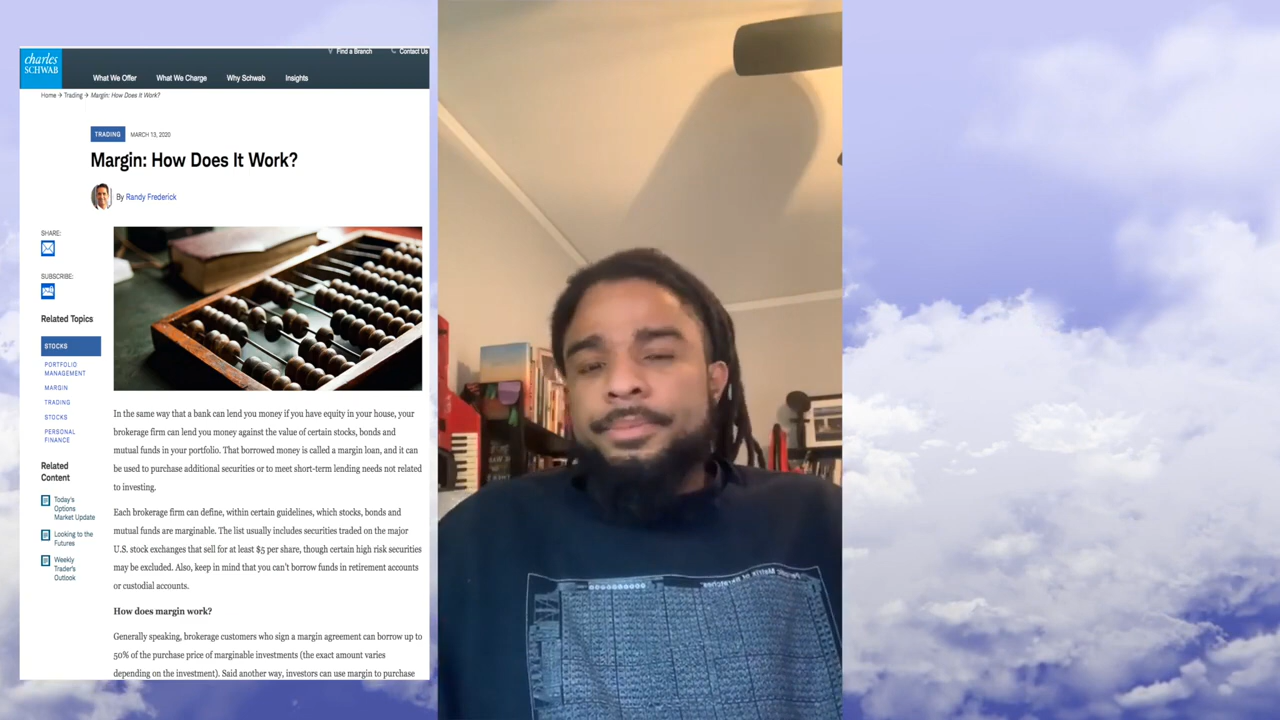 charles
SCHWAB
Find a Branch
Contact Us
What We Offer
What We Charge
Why Schwab
Insights
Home → Trading → Margin: How Does It Work?
TRADING
MARCH 13, 2020
Margin: How Does It Work?
By Randy Frederick
SHARE:
SUBSCRIBE:
Related Topics
STOCKS
PORTFOLIO
MANAGEMENT
MARGIN
TRADING
STOCKS
PERSONAL
FINANCE
Related
Content
Today's
Options
Market Update
Looking to the
Futures
Weekly
Trader's
Outlook
In the same way that a bank can lend you money if you have equity in your house, your
brokerage firm can lend you money against the value of certain stocks, bonds and
mutual funds in your portfolio. That borrowed money is called a margin loan, and it can
be used to purchase additional securities or to meet short-term lending needs not related
to investing.
Each brokerage firm can define, within certain guidelines, which stocks, bonds and
mutual funds are marginable. The list usually includes securities traded on the major
U.S. stock exchanges that sell for at least $5 per share, though certain high risk securities
may be excluded. Also, keep in mind that you can't borrow funds in retirement accounts
or custodial accounts.
How does margin work?
Generally speaking, brokerage customers who sign a margin agreement can borrow up to
50% of the purchase price of marginable investments (the exact amount varies
depending on the investment). Said another way, investors can use margin to purchase